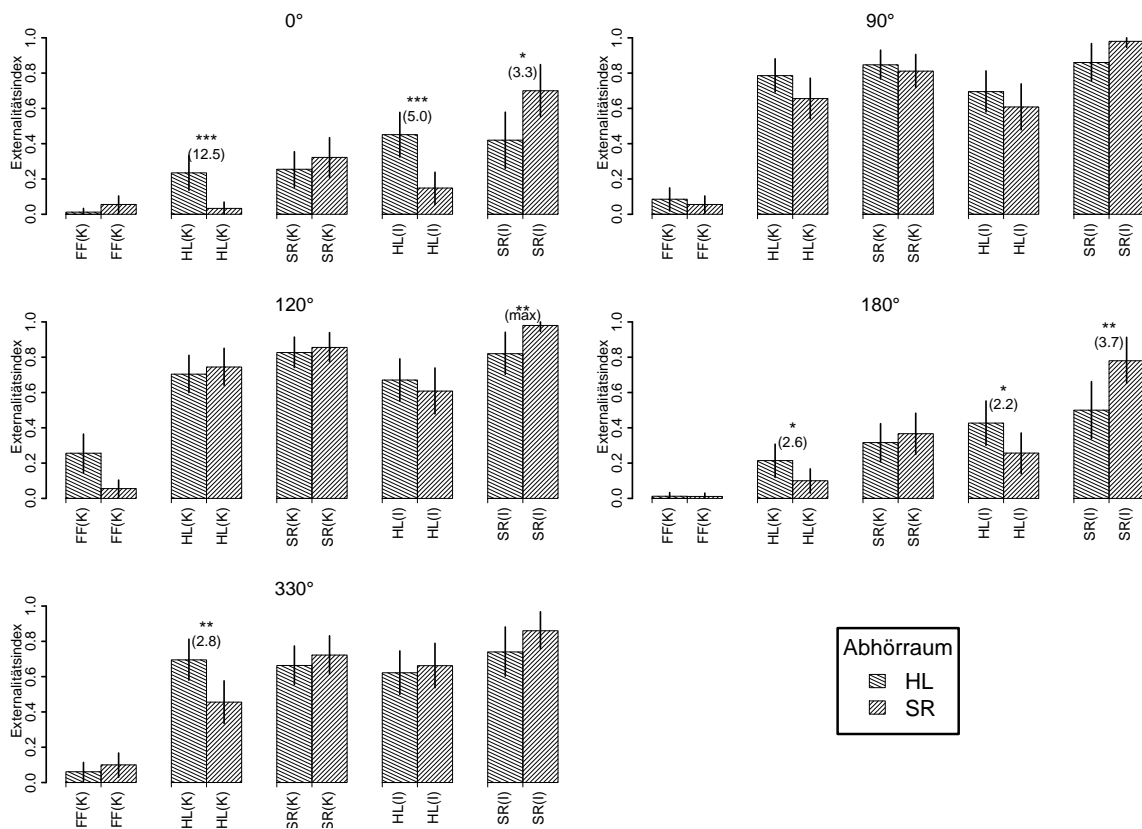 0°
Externalitätsindex
0.0 0.2 0.4 0.6 0.8 1.0
***
(12.5)
***
(5.0)
*
(3.3)
FF(K) FF(K) HL(K) HL(K) SR(K) SR(K) HL(I) HL(I) SR(I) SR(I)
90°
Externalitätsindex
0.0 0.2 0.4 0.6 0.8 1.0
FF(K) FF(K) HL(K) HL(K) SR(K) SR(K) HL(I) HL(I) SR(I) SR(I)
120°
Externalitätsindex
0.0 0.2 0.4 0.6 0.8 1.0
**
(max)
FF(K) FF(K) HL(K) HL(K) SR(K) SR(K) HL(I) HL(I) SR(I) SR(I)
180°
Externalitätsindex
0.0 0.2 0.4 0.6 0.8 1.0
*
(2.6)
*
(2.2)
**
(3.7)
FF(K) FF(K) HL(K) HL(K) SR(K) SR(K) HL(I) HL(I) SR(I) SR(I)
330°
Externalitätsindex
0.0 0.2 0.4 0.6 0.8 1.0
**
(2.8)
FF(K) FF(K) HL(K) HL(K) SR(K) SR(K) HL(I) HL(I) SR(I) SR(I)
Abhörraum
HL
SR